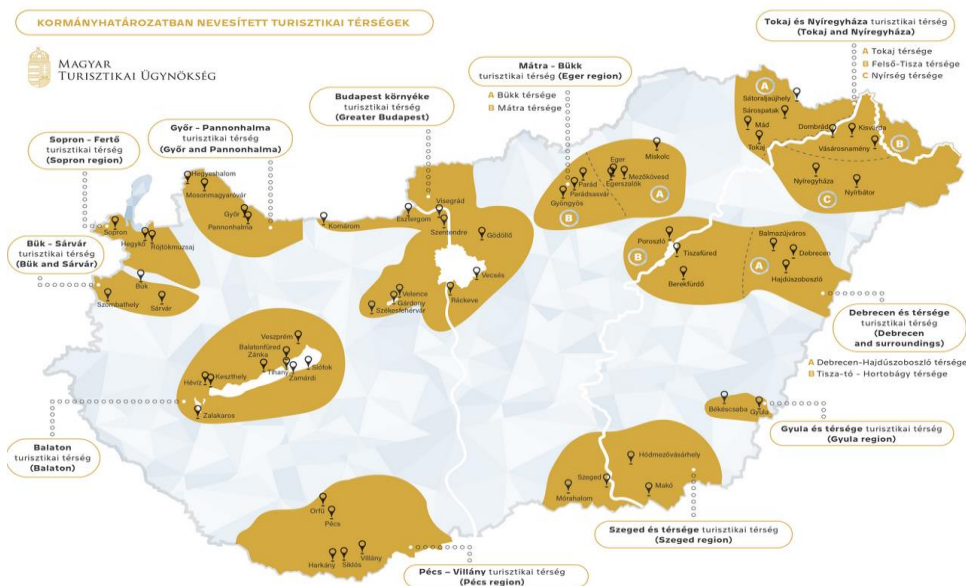 KORMÁNYHATÁROZATBAN NEVESÍTETT TURISZTIKAI TÉRSÉGEK
MAGYAR
TURISZTIKAI ÜGYNÖKSÉG
Tokaj és Nyíregyháza turisztikai térség
(Tokaj and Nyíregyháza)
A Tokaj térsége
B Felső-Tisza térsége
C Nyírség térsége
Mátra - Bükk
turisztikai térség (Eger region)
A Bükk térsége
B Mátra térsége
Budapest környéke
turisztikai térség
(Greater Budapest)
Győr - Pannonhalma
turisztikai térség
(Győr and Pannonhalma)
Sopron - Fertő
turisztikai térség
(Sopron region)
Bük - Sárvár
turisztikai térség
(Bük and Sárvár)
A
Sátoraljaújhely
Sárospatak
Mád
Tokaj
Dombrád
Kisvárda
Vásárosnamény
B
Nyíregyháza
Nyírbátor
C
Miskolc
Eger
Egerszalók
Mezőkövesd
Parád
Parádsasvár
Gyöngyös
A
B
Hegyeshalom
Mosonmagyaróvár
Győr
Pannonhalma
Komárom
Esztergom
Visegrád
Szentendre
Gödöllő
Vecsés
Ráckeve
Velence
Gárdony
Székesfehérvár
Sopron
Hegykő
Röjtökmuzsaj
Bük
Szombathely
Sárvár
Poroszló
Tiszafüred
Berekfürdő
B
Balmazújváros
Debrecen
Hajdúszoboszló
A
Debrecen és térsége
turisztikai térség
(Debrecen
and surroundings)
A Debrecen-Hajdúszoboszló térsége
B Tisza-tó - Hortobágy térsége
Veszprém
Balatonfüred
Zánka
Tihany
Siófok
Zamárdi
Keszthely
Hévíz
Zalakaros
Balaton
turisztikai térség
(Balaton)
Békéscsaba
Gyula
Gyula és térsége turisztikai térség
(Gyula region)
Hódmezővásárhely
Szeged
Mórahalom
Makó
Szeged és térsége turisztikai térség
(Szeged region)
Orfű
Pécs
Harkány
Siklós
Villány
Pécs - Villány turisztikai térség
(Pécs region)